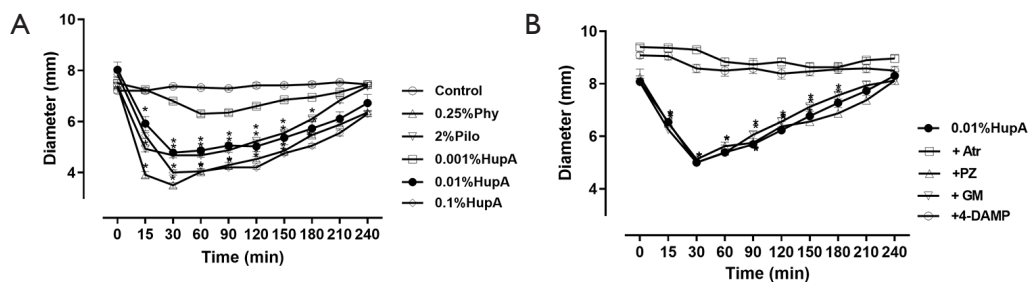 A
Diameter (mm)
10
8
6
4
0 15 30 60 90 120 150 180 210 240
Time (min)
Control
0.25%Phy
2%Pilo
0.001%HupA
0.01%HupA
0.1%HupA
B
Diameter (mm)
10
8
6
4
0 15 30 60 90 120 150 180 210 240
Time (min)
0.01%HupA
+ Atr
+PZ
+ GM
+4-DAMP